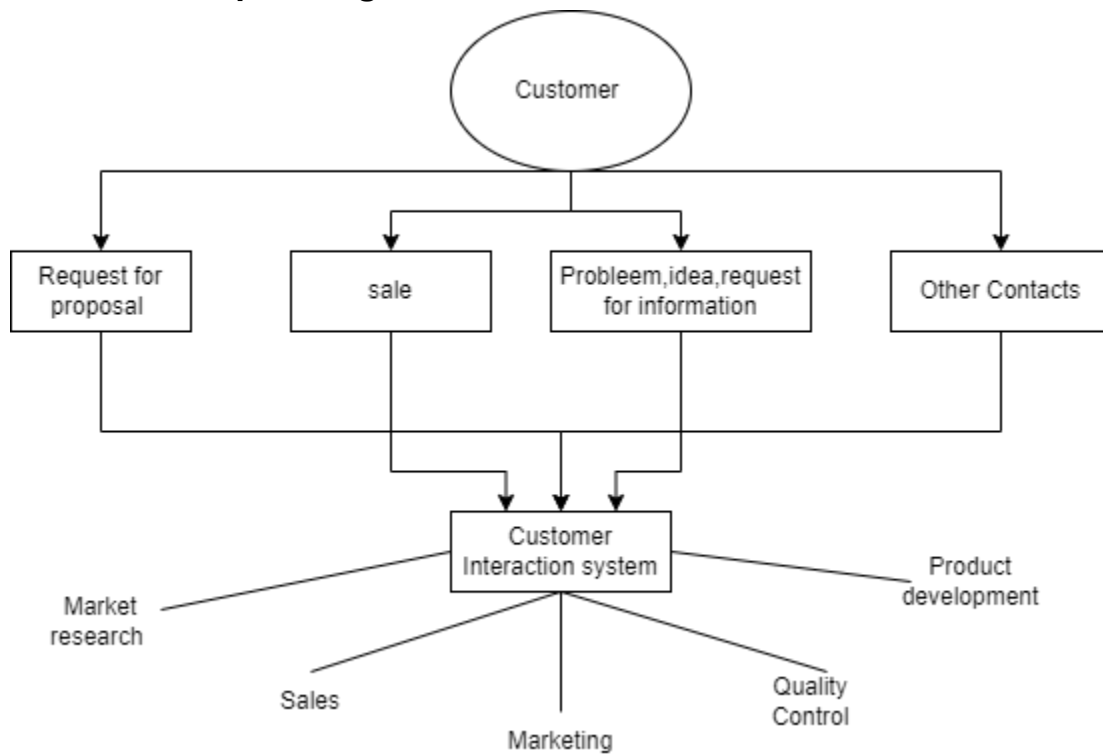 Customer
Request for
proposal
sale
Probleem,idea,request
for information
Other Contacts
Customer
Interaction system
Product
development
Market
research
Sales
Quality
Control
Marketing